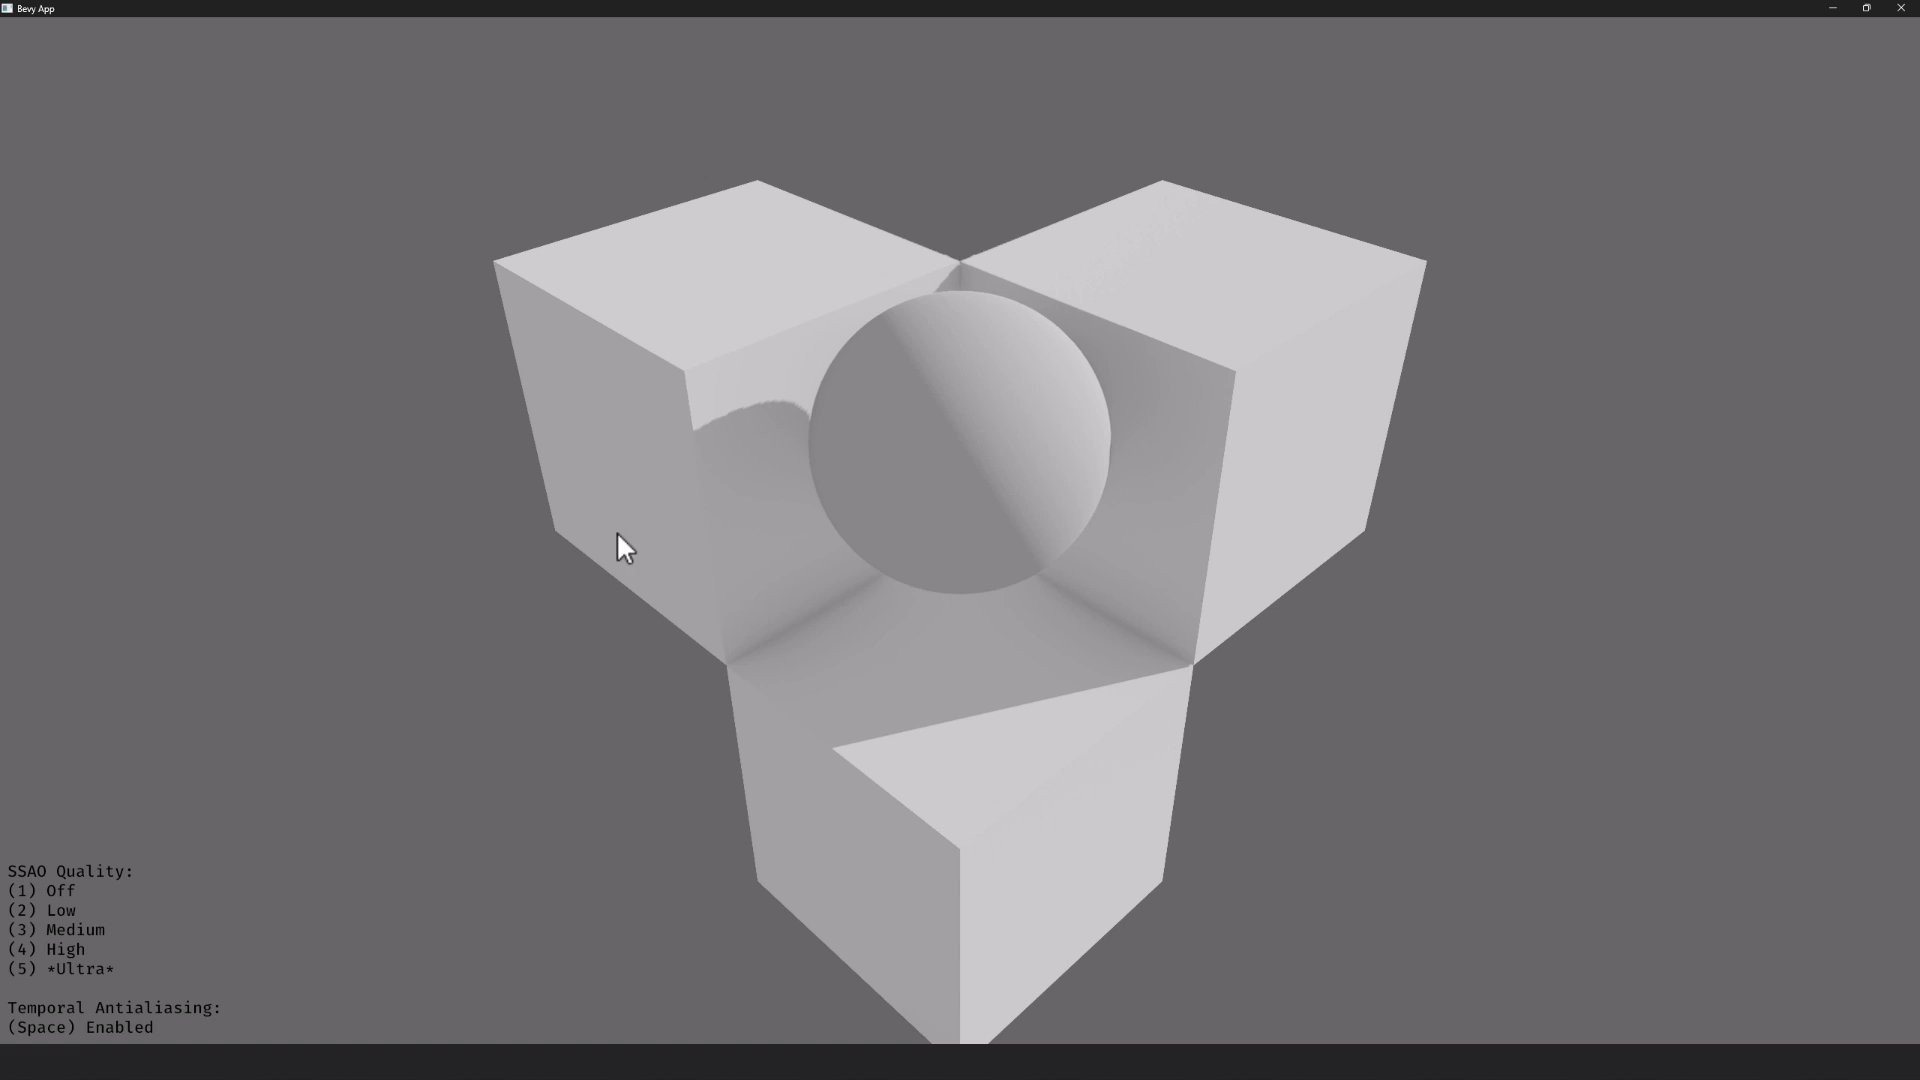 Bevy App
SSAO Quality:
(1) Off
(2) Low
(3) Medium
(4) High
(5) *Ultra*
Temporal Antialiasing:
(Space) Enabled